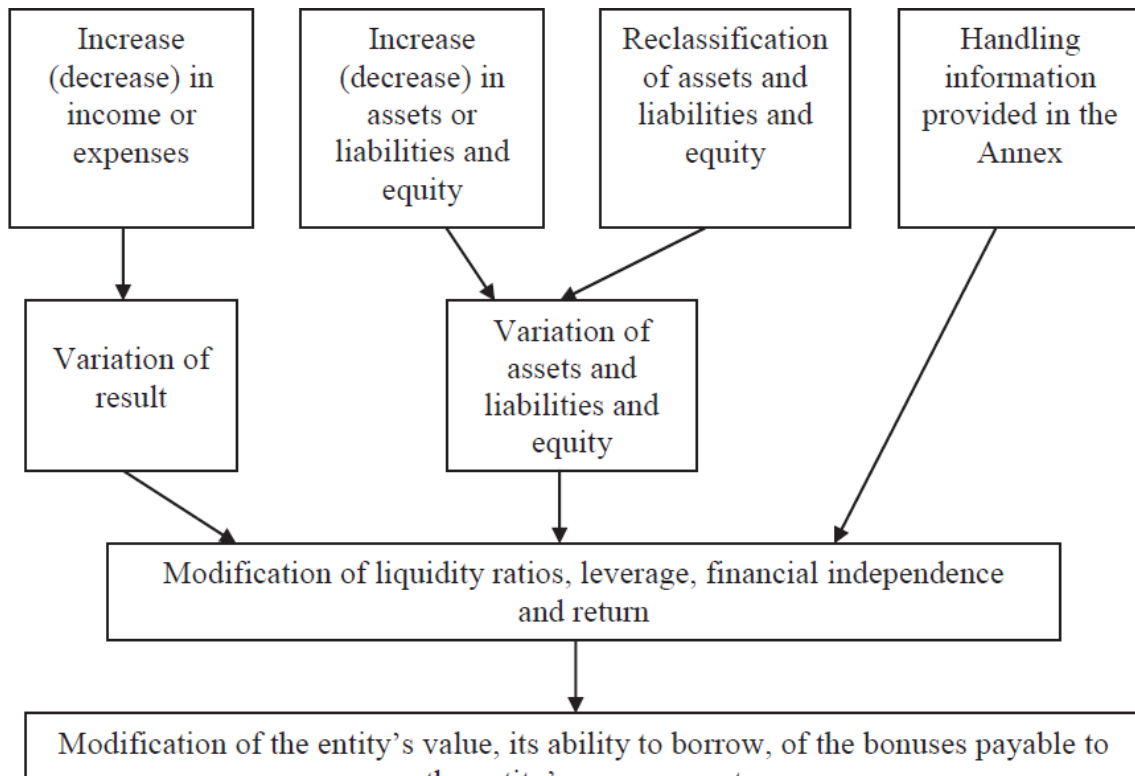 Increase
(decrease) in
income or
expenses
Increase
(decrease) in
assets or
liabilities and
equity
Reclassification
of assets and
liabilities and
equity
Handling
information
provided in the
Annex
Variation of
result
Variation of
assets and
liabilities and
equity
Modification of liquidity ratios, leverage, financial independence
and return
Modification of the entity's value, its ability to borrow, of the bonuses payable to